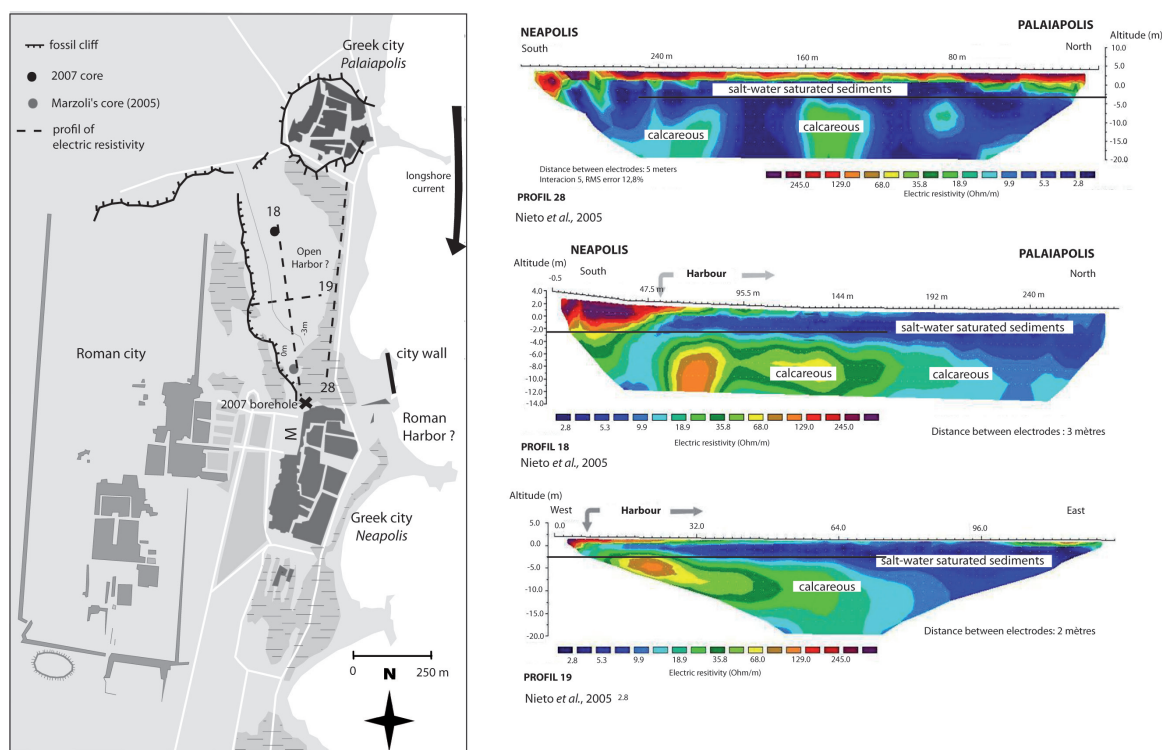 fossil cliff
2007 core
Marzoli's core (2005)
profil of
electric resistivity
Greek city
Palaiapolis
longshore
current
18
Open
Harbor ?
19
-3m
0m
Roman city
city wall
28
2007 borehole
M
Roman
Harbor ?
Greek city
Neapolis
0
N
250 m
NEAPOLIS
PALAIAPOLIS
South
North
Altitude (m)
240 m
160 m
80 m
10.0
5.0
0.0
-5.0
-10.0
-15.0
-20.0
salt-water saturated sediments
calcareous
calcareous
Distance between electrodes: 5 meters
Interacion 5, RMS error 12,8%
245.0
129.0
68.0
35.8
18.9
9.9
5.3
2.8
Electric resistivity (Ohm/m)
PROFIL 28
Nieto et al., 2005
NEAPOLIS
PALAIAPOLIS
Altitude (m)
South
Harbour
North
-0.5
47.5 m
95.5 m
144 m
192 m
240 m
4.0
2.0
0.0
-2.0
-4.0
-6.0
-8.0
-10.0
-12.0
-14.0
salt-water saturated sediments
calcareous
calcareous
2.8
5.3
9.9
18.9
35.8
68.0
129.0
245.0
Electric resitivity (Ohm/m)
Distance between electrodes : 3 mètres
PROFIL 18
Nieto et al., 2005
Altitude (m)
West
Harbour
East
0.0
32.0
64.0
96.0
5.0
0.0
-5.0
-10.0
-15.0
-20.0
salt-water saturated sediments
calcareous
Distance between electrodes: 2 mètres
2.8
5.3
9.9
18.9
35.8
68.0
129.0
245.0
Electric resitivity (Ohm/m)
PROFIL 19
Nieto et al., 2005 2.8